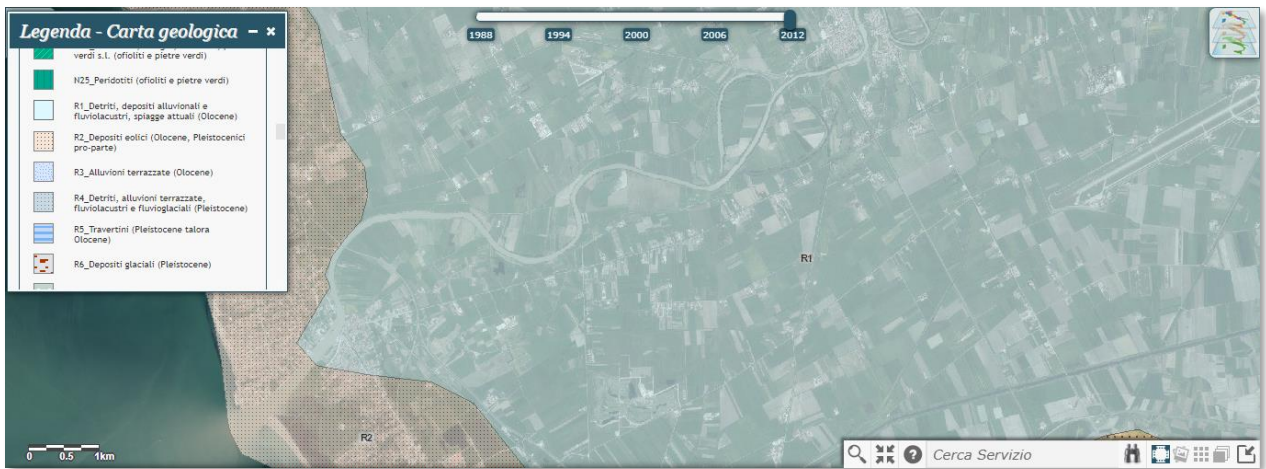 Legenda - Carta geologica
verdi s.l. (ofioliti e pietre verdi)
N25_Peridotiti (ofioliti e pietre verdi)
R1_Detriti, depositi alluvionali e
fluviolacustri, spiagge attuali (Olocene)
R2_Depositi eolici (Olocene, Pleistocenici
pro-parte)
R3_Alluvioni terrazzate (Olocene)
R4_Detriti, alluvioni terrazzate,
fluviolacustri e fluvioglaciali (Pleistocene)
R5_Travertini (Pleistocene talora
Olocene)
R6_Depositi glaciali (Pleistocene)
1988 1994 2000 2006 2012
R1
R2
0 0.5 1km
Cerca Servizio